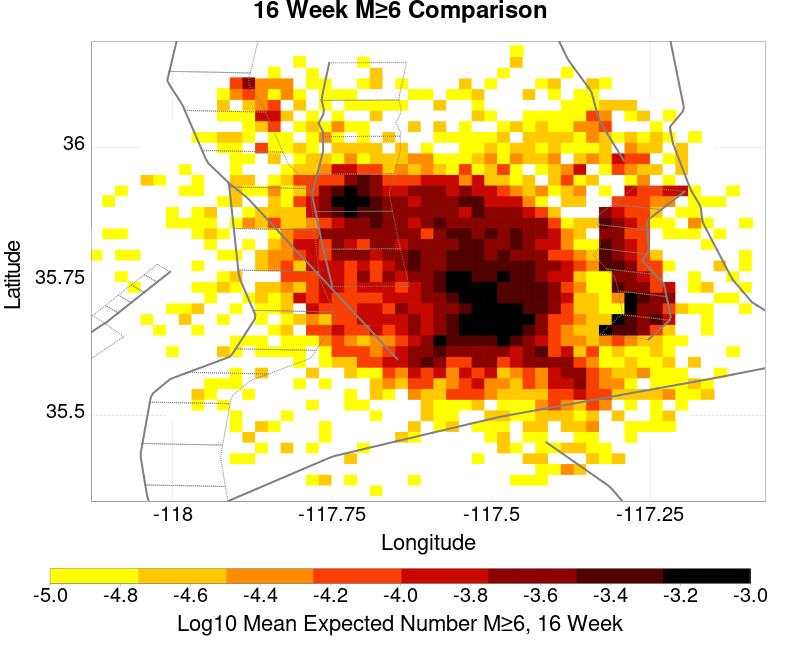 16 Week M≥6 Comparison
Latitude
36
35.75
35.5
-118 -117.75 -117.5 -117.25
Longitude
-5.0 -4.8 -4.6 -4.4 -4.2 -4.0 -3.8 -3.6 -3.4 -3.2 -3.0
Log10 Mean Expected Number M≥6, 16 Week